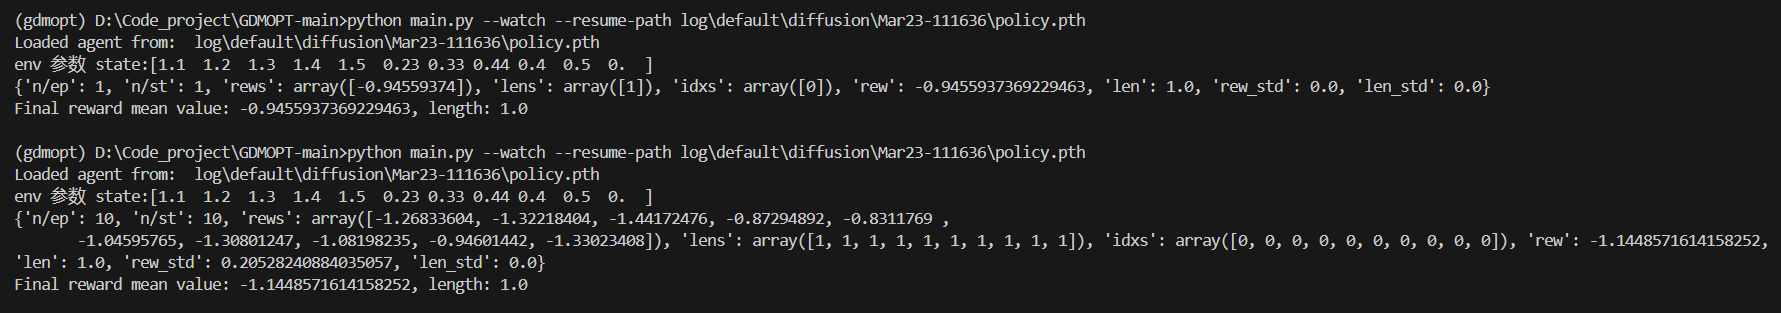 (gdmopt) D:\Code_project\GDMOPT-main>python main.py --watch --resume-path log\default\diffusion\Mar23-111636\policy.pth
Loaded agent from:  log\default\diffusion\Mar23-111636\policy.pth
env 参数 state:[1.1  1.2  1.3  1.4  1.5  0.23 0.33 0.44 0.4  0.5  0.  ]
{'n/ep': 1, 'n/st': 1, 'rews': array([-0.94559374]), 'lens': array([1]), 'idxs': array([0]), 'rew': -0.9455937369229463, 'len': 1.0, 'rew_std': 0.0, 'len_std': 0.0}
Final reward mean value: -0.9455937369229463, length: 1.0
(gdmopt) D:\Code_project\GDMOPT-main>python main.py --watch --resume-path log\default\diffusion\Mar23-111636\policy.pth
Loaded agent from:  log\default\diffusion\Mar23-111636\policy.pth
env 参数 state:[1.1  1.2  1.3  1.4  1.5  0.23 0.33 0.44 0.4  0.5  0.  ]
{'n/ep': 10, 'n/st': 10, 'rews': array([-1.26833604, -1.32218404, -1.44172476, -0.87294892, -0.8311769 ,
       -1.04595765, -1.30801247, -1.08198235, -0.94601442, -1.33023408]), 'lens': array([1, 1, 1, 1, 1, 1, 1, 1, 1, 1]), 'idxs': array([0, 0, 0, 0, 0, 0, 0, 0, 0, 0]), 'rew': -1.1448571614158252,
'len': 1.0, 'rew_std': 0.20528240884035057, 'len_std': 0.0}
Final reward mean value: -1.1448571614158252, length: 1.0